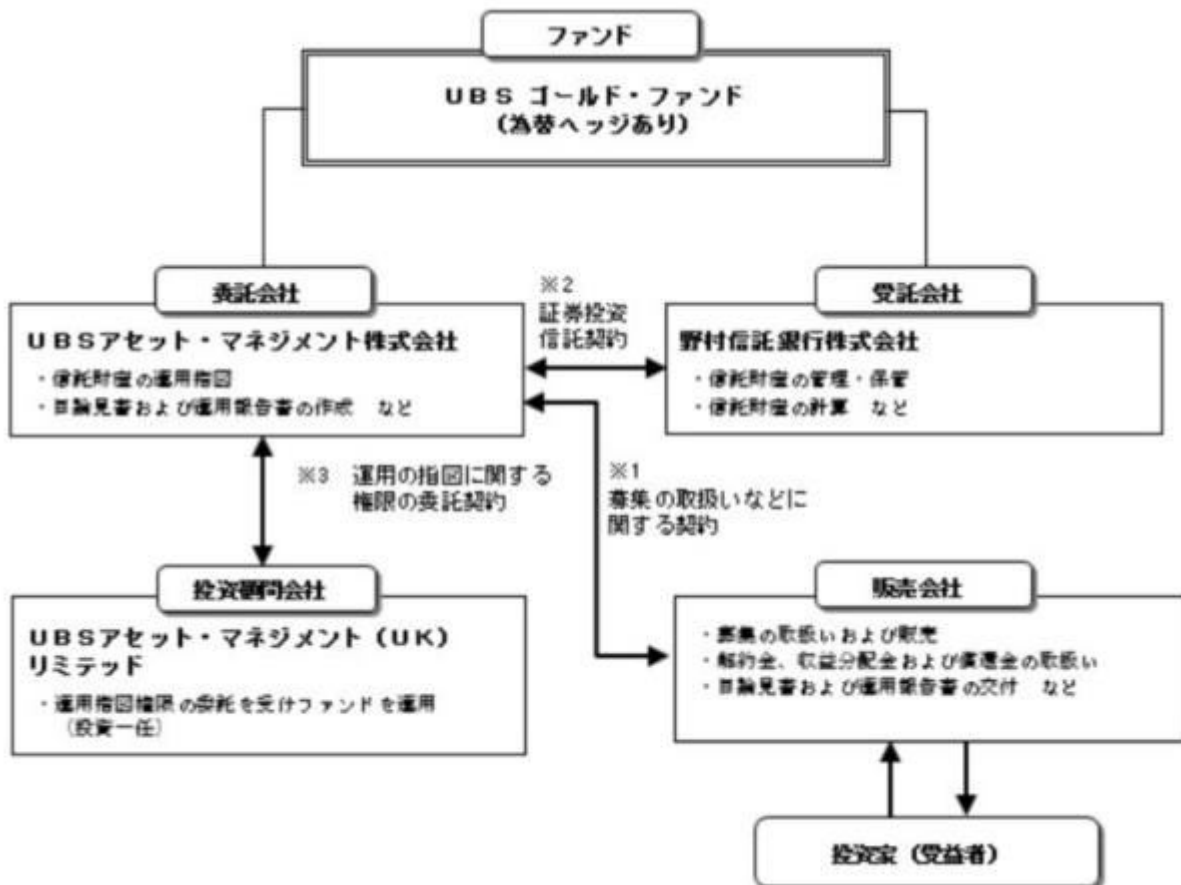 ファンド
UBS ゴールド・ファンド
（為替ヘッジあり）
委託会社
UBSアセット・マネジメント株式会社
・信託財産の運用指図
・目論見書および運用報告書の作成　など
※2
証券投資
信託契約
受託会社
野村信託銀行株式会社
・信託財産の管理・保管
・信託財産の計算　など
※3　運用の指図に関する
権限の委託契約
※1
募集の取扱いなどに
関する契約
投資顧問会社
UBSアセット・マネジメント（UK）
リミテッド
・運用指図権限の委託を受けファンドを運用
（投資一任）
販売会社
・募集の取扱いおよび販売
・解約金、収益分配金および償還金の取扱い
・目論見書および運用報告書の交付　など
投資家（受益者）